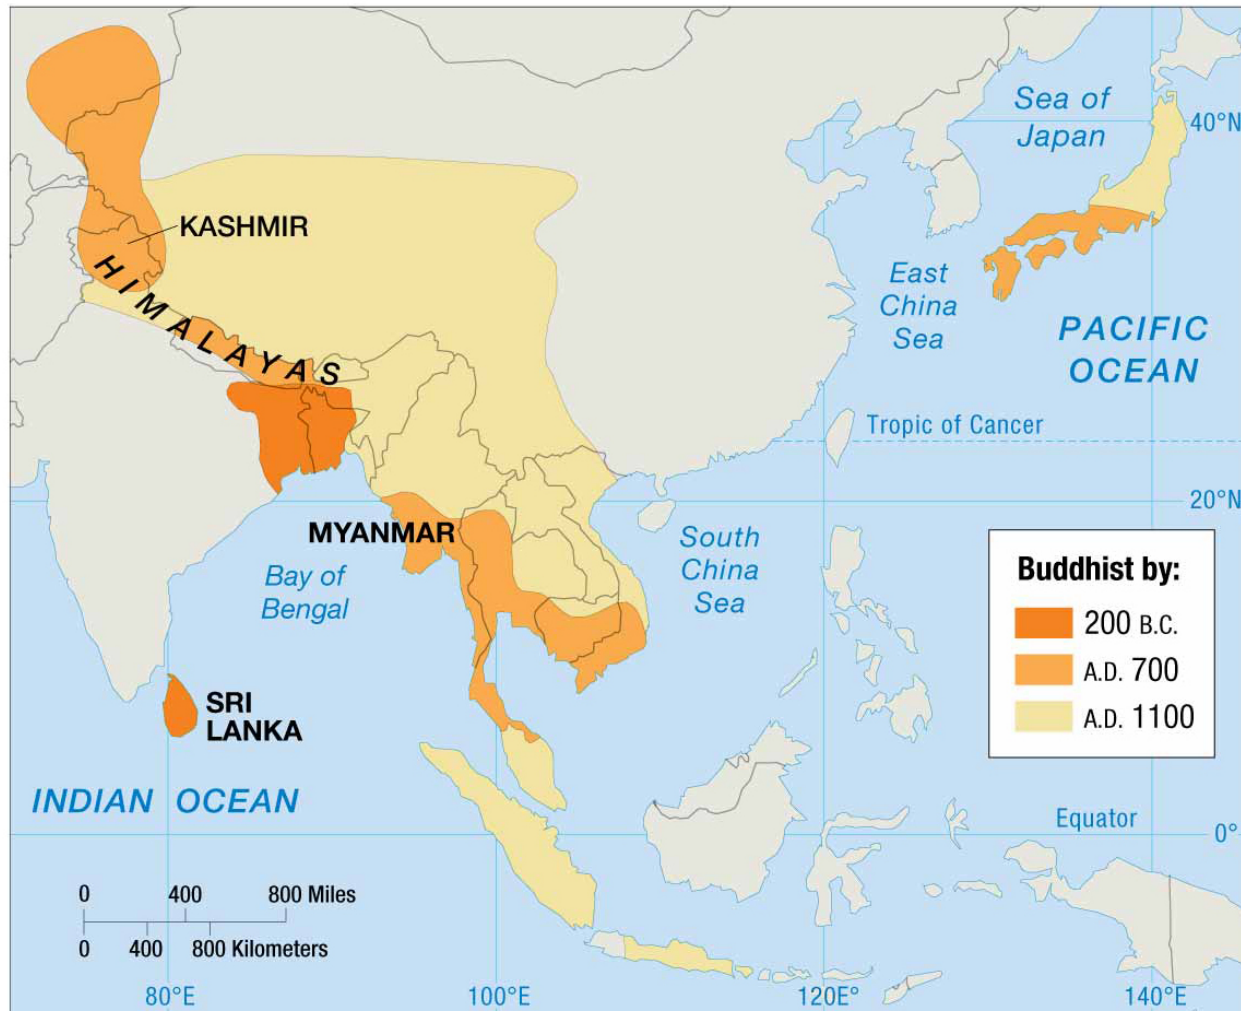 Sea of
Japan
40°N
KASHMIR
HIMALAYAS
East
China
Sea
PACIFIC
OCEAN
Tropic of Cancer
20°N
MYANMAR
Bay of
Bengal
South
China
Sea
Buddhist by:
200 B.C.
A.D. 700
A.D. 1100
SRI
LANKA
INDIAN OCEAN
Equator
0°
0 400 800 Miles
0 400 800 Kilometers
80°E
100°E
120E°
140°E